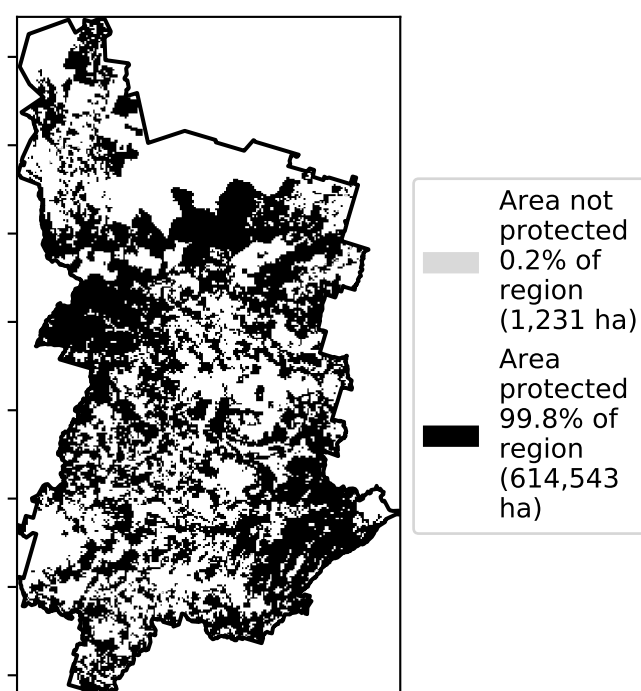 Area not
protected
0.2% of
region
(1,231 ha)
Area
protected
99.8% of
region
(614,543
ha)